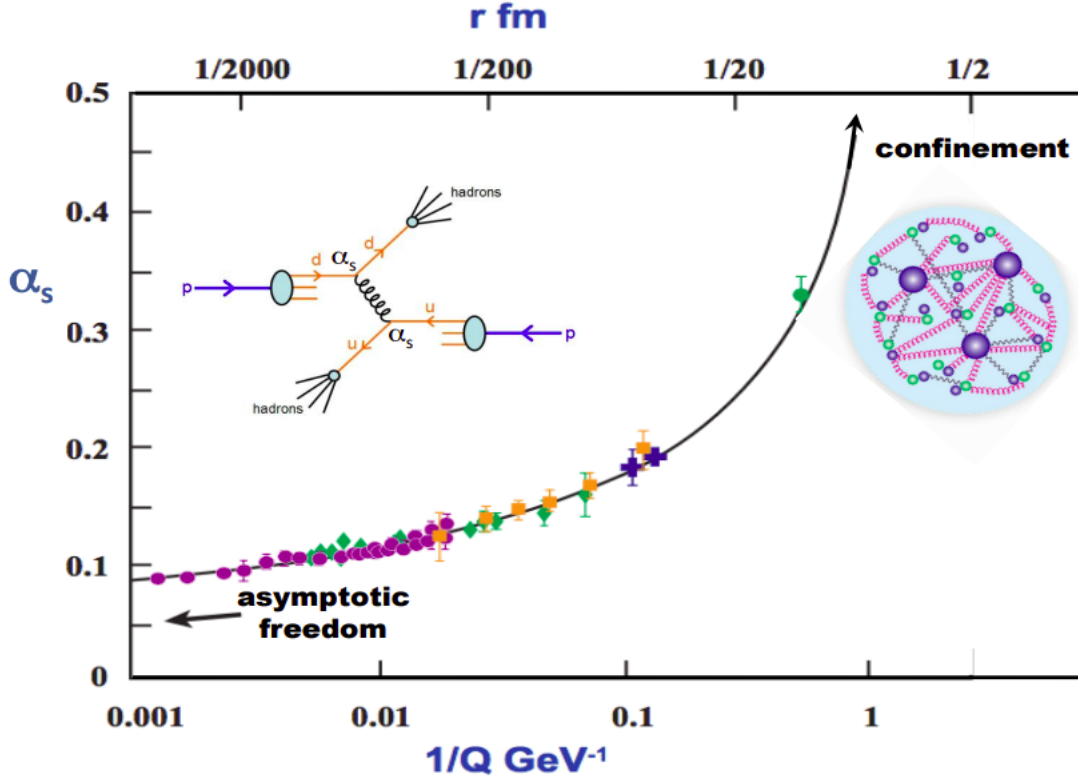 r fm
1/2000 1/200 1/20 1/2
0.5
confinement
0.4
hadrons
d
d
αs
αs
p
0.3
u
p
αs
u
hadrons
0.2
0.1
asymptotic
freedom
0
0.001 0.01 0.1 1
1/Q GeV⁻¹